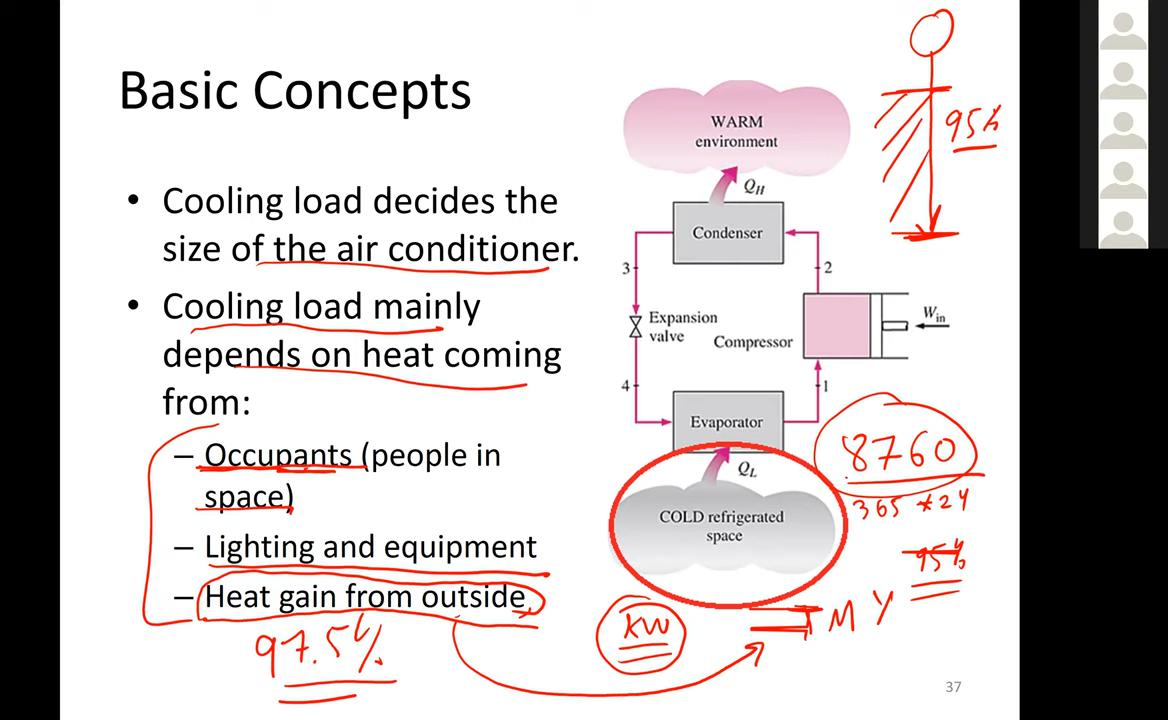 Basic Concepts
• Cooling load decides the
size of the air conditioner.
• Cooling load mainly
depends on heat coming
from:
– Occupants (people in
space)
– Lighting and equipment
– Heat gain from outside
97.5%
WARM
environment
QH
Condenser
3
2
Expansion
valve
Compressor
Win
4
1
Evaporator
QL
COLD refrigerated
space
95%
8760
365 * 24
95%
kW
37